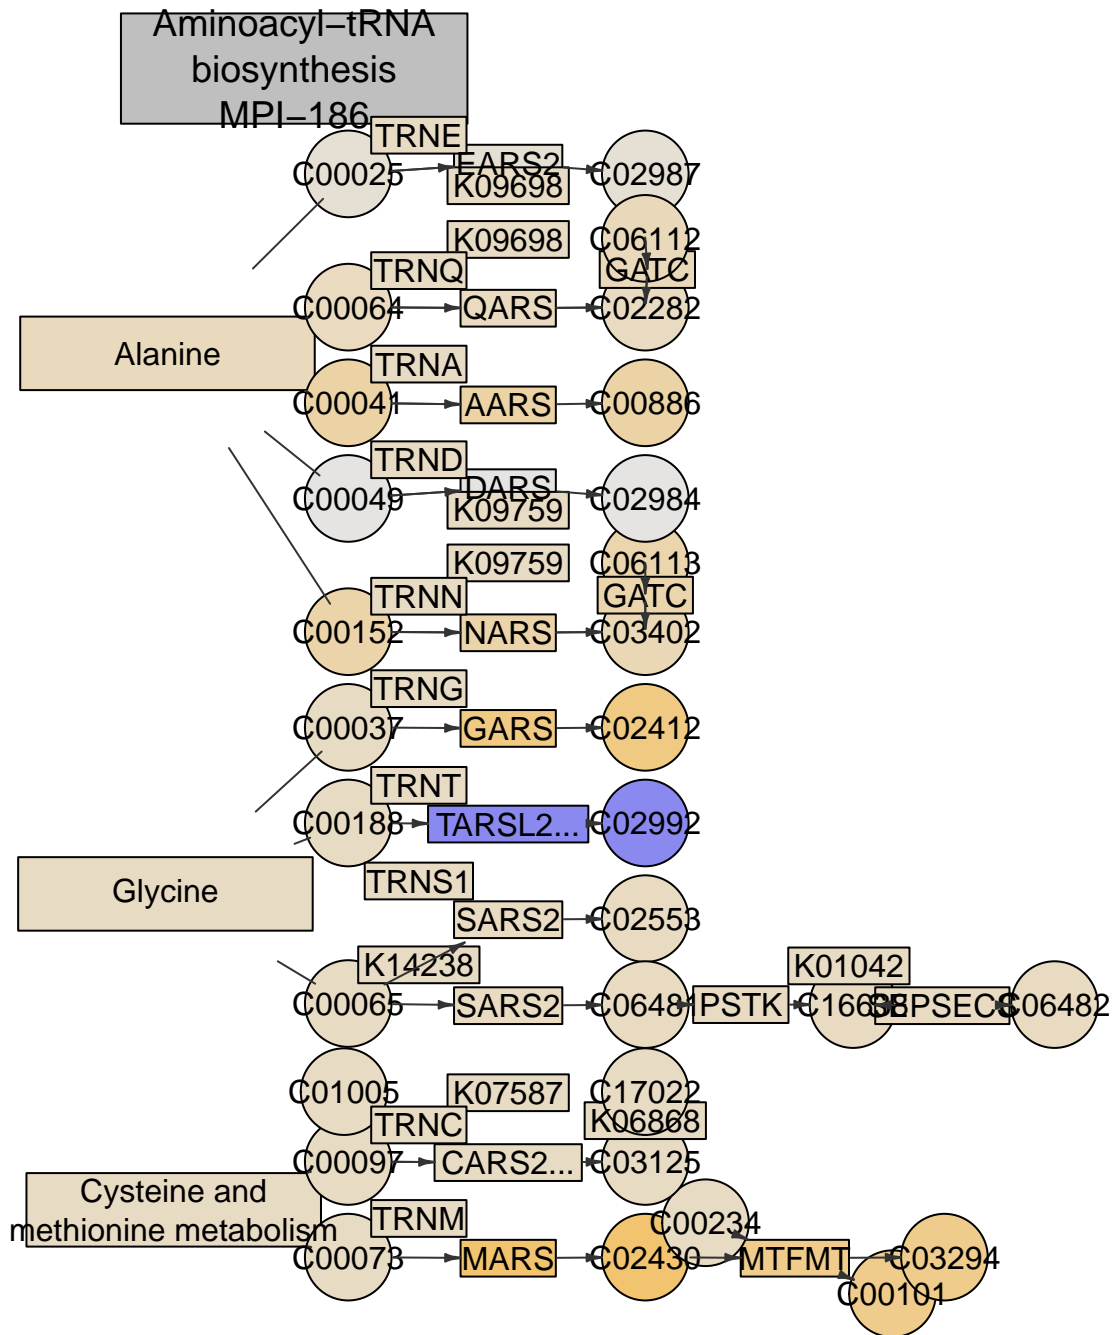 Aminoacyl−tRNA
biosynthesis
MPI−186
TRNE
C00025
EARS2
K09698
C02987
K09698
C06112
TRNQ
GATC
C00064
QARS
C02282
Alanine
TRNA
C00041
AARS
C00886
TRND
C00049
DARS
K09759
C02984
K09759
C06113
TRNN
GATC
C00152
NARS
C03402
TRNG
C00037
GARS
C02412
TRNT
C00188
TARSL2...
C02992
Glycine
TRNS1
SARS2
C02553
K14238
K01042
C00065
SARS2
C06481
PSTK
C16638
SEPSECS
C06482
C01005
K07587
C17022
TRNC
K06868
C00097
CARS2...
C03125
Cysteine and
methionine metabolism
TRNM
C00234
C00073
MARS
C02430
MTFMT
C03294
C00101